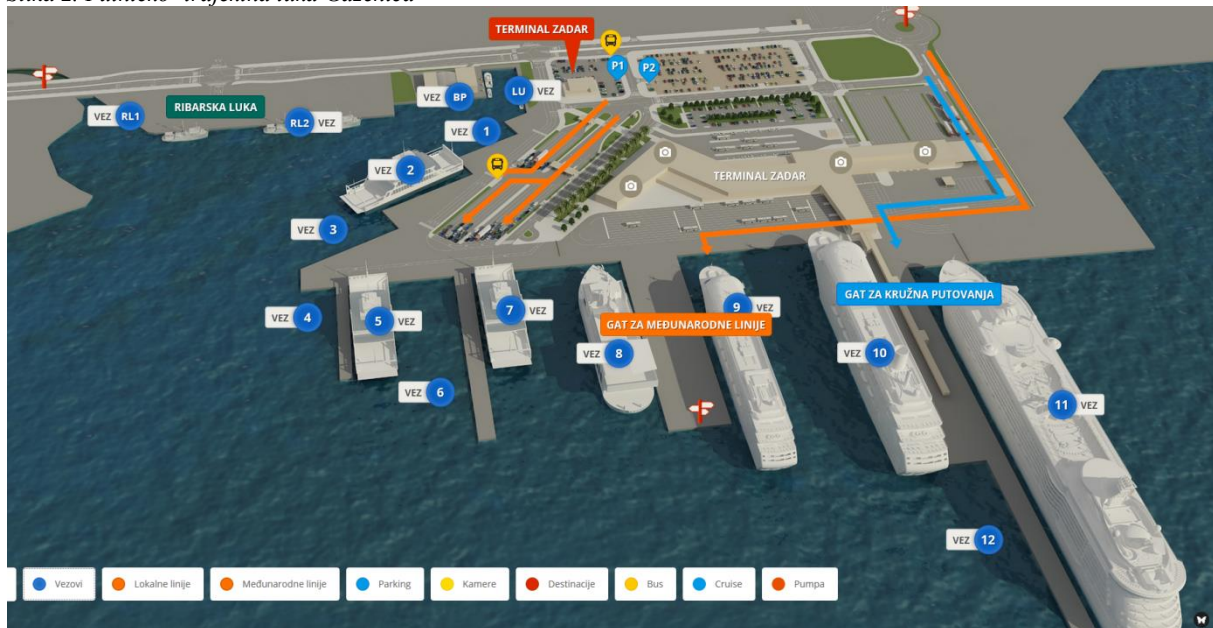 TERMINAL ZADAR
P1
P2
VEZ BP
LU VEZ
RIBARSKA LUKA
VEZ RL1
RL2 VEZ
VEZ 1
VEZ 2
TERMINAL ZADAR
VEZ 3
GAT ZA KRUŽNA PUTOVANJA
VEZ 4
5 VEZ
7 VEZ
9 VEZ
GAT ZA MEĐUNARODNE LINIJE
VEZ 8
VEZ 10
VEZ 6
11 VEZ
VEZ 12
Vezovi
Lokalne linije
Međunarodne linije
Parking
Kamere
Destinacije
Bus
Cruise
Pumpa